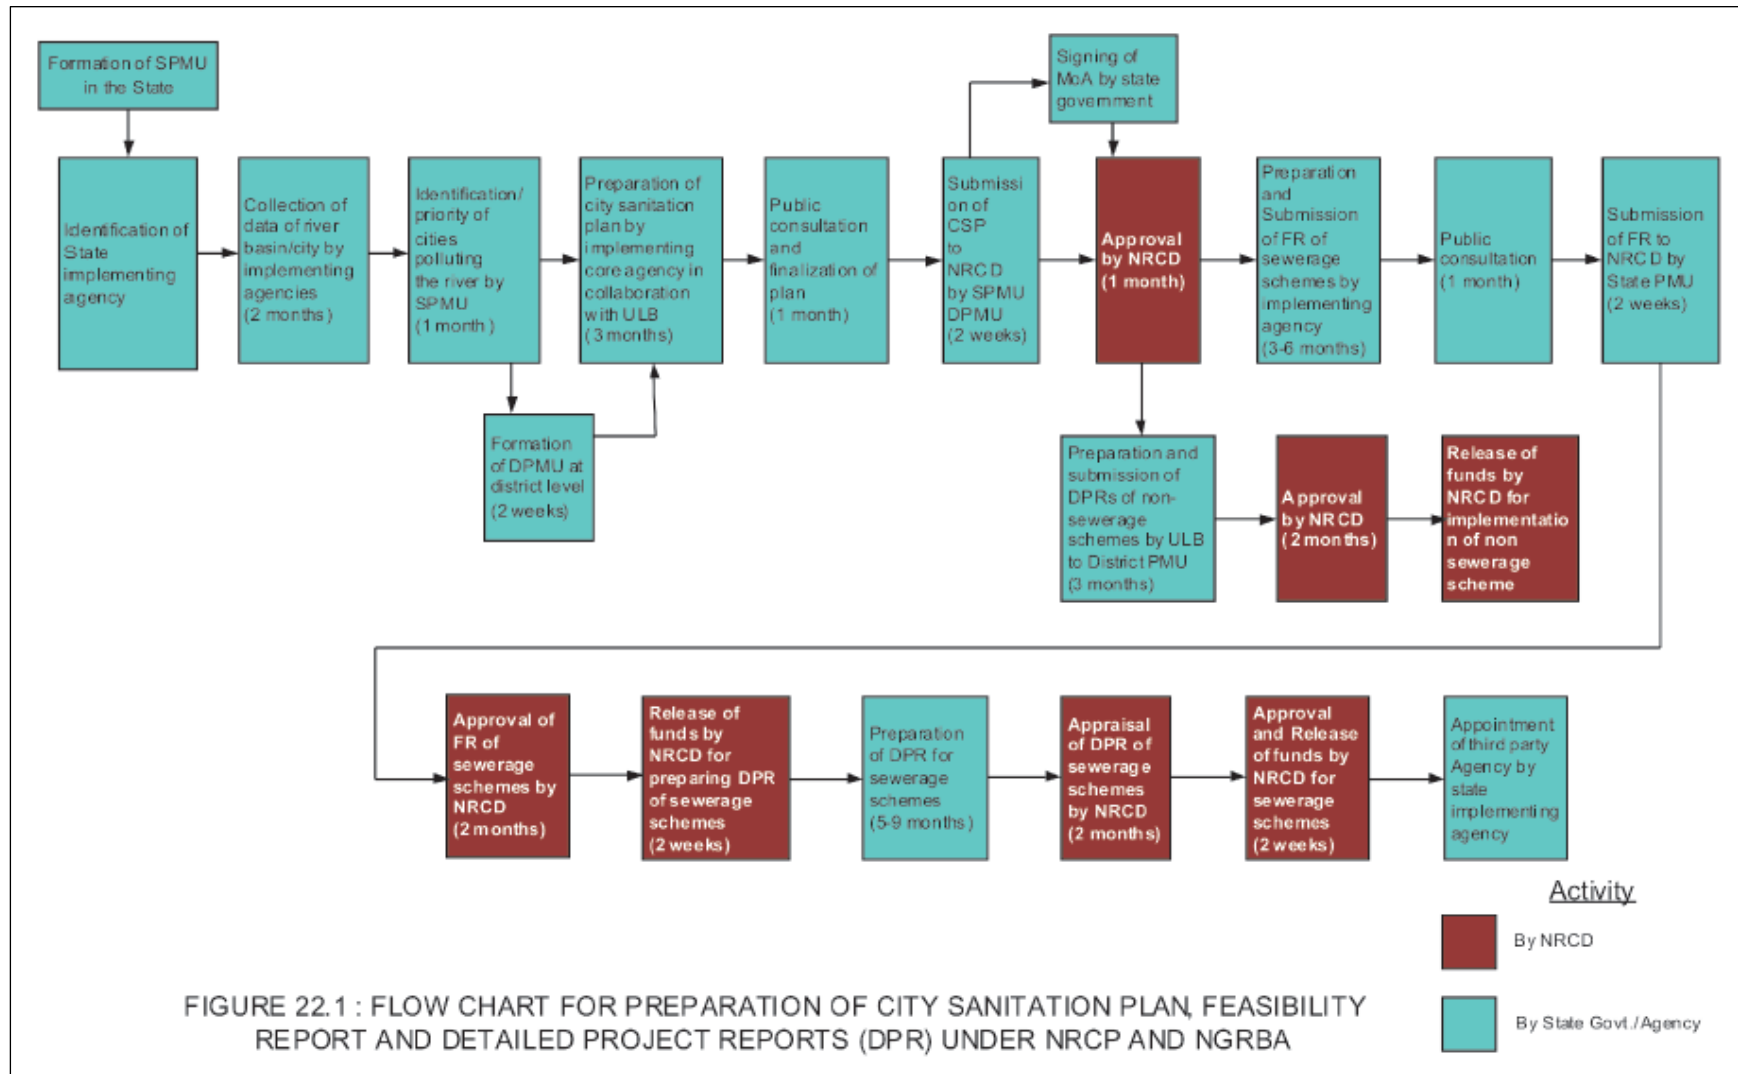 Formation of SPMU
in the State
Signing of
MoA by state
government
Identification of
State
implementing
agency
Collection of
data of river
basin/city by
implementing
agencies
(2 months)
Identification/
priority of
cities
polluting
the river by
SPMU
(1 month)
Preparation of
city sanitation
plan by
implementing
core agency in
collaboration
with ULB
(3 months)
Public
consultation
and
finalization of
plan
(1 month)
Submissi
on of
CSP
to
NRCD
by SPMU
DPMU
(2 weeks)
Approval
by NRCD
(1 month)
Preparation
and
Submission
of FR of
sewerage
schemes by
implementing
agency
(3-6 months)
Public
consultation
(1 month)
Submission
of FR to
NRCD by
State PMU
(2 weeks)
Formation
of DPMU at
district level
(2 weeks)
Preparation and
submission of
DPRs of non-
sewerage
schemes by ULB
to District PMU
(3 months)
Approval
by NRCD
(2 months)
Release of
funds by
NRCD for
implementatio
n of non
sewerage
scheme
Approval of
FR of
sewerage
schemes by
NRCD
(2 months)
Release of
funds by
NRCD for
preparing DPR
of sewerage
schemes
(2 weeks)
Preparation
of DPR for
sewerage
schemes
(5-9 months)
Appraisal
of DPR of
sewerage
schemes
by NRCD
(2 months)
Approval
and Release
of funds by
NRCD for
sewerage
schemes
(2 weeks)
Appointment
of third party
Agency by
state
implementing
agency
Activity
By NRCD
By State Govt./Agency
FIGURE 22.1 : FLOW CHART FOR PREPARATION OF CITY SANITATION PLAN, FEASIBILITY
REPORT AND DETAILED PROJECT REPORTS (DPR) UNDER NRCP AND NGRBA